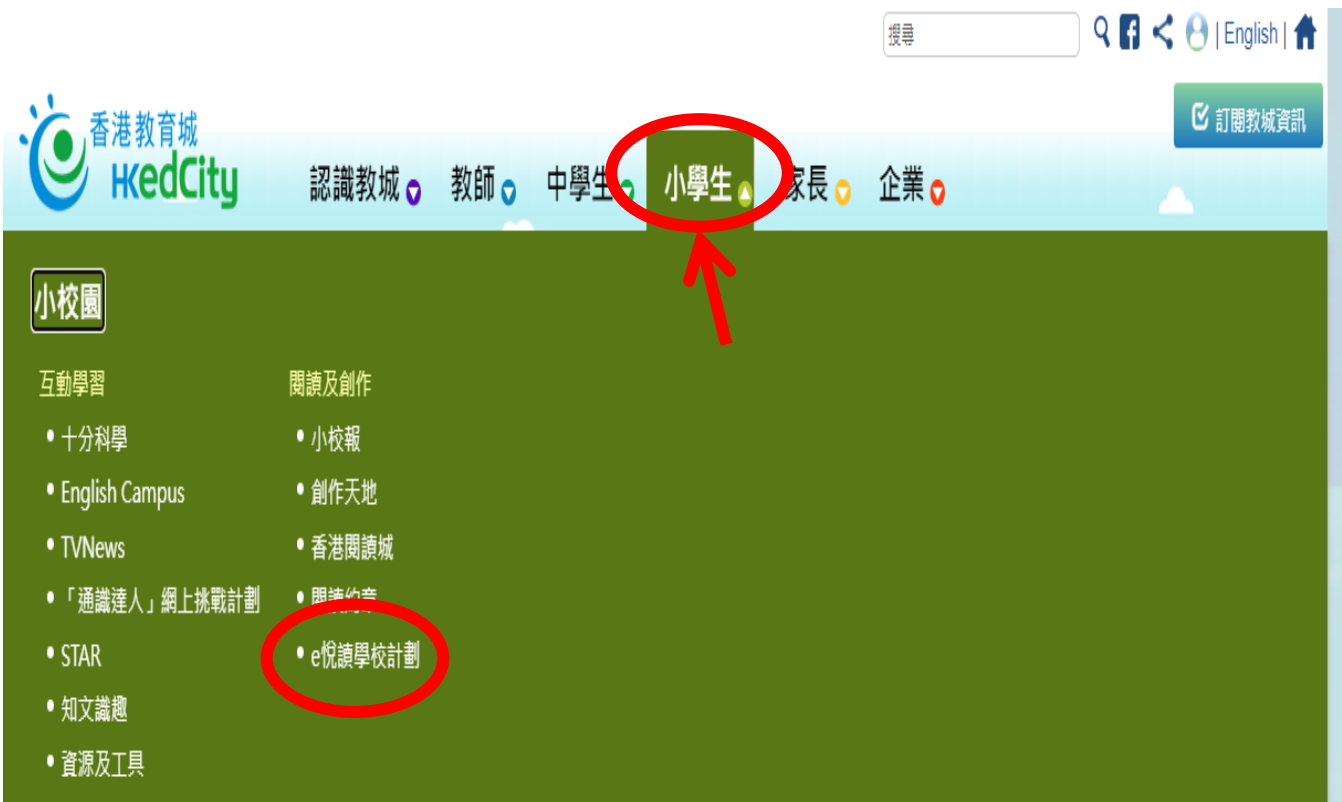 搜尋
| English |
訂閱教城資訊
香港教育城
HKedCity
認識教城 教師 中學生 小學生 家長 企業
小校園
互動學習
• 十分科學
• English Campus
• TVNews
• 「通識達人」網上挑戰計劃
• STAR
• 知文識趣
• 資源及工具
閱讀及創作
• 小校報
• 創作天地
• 香港閱讀城
• 閱讀約章
• e悅讀學校計劃